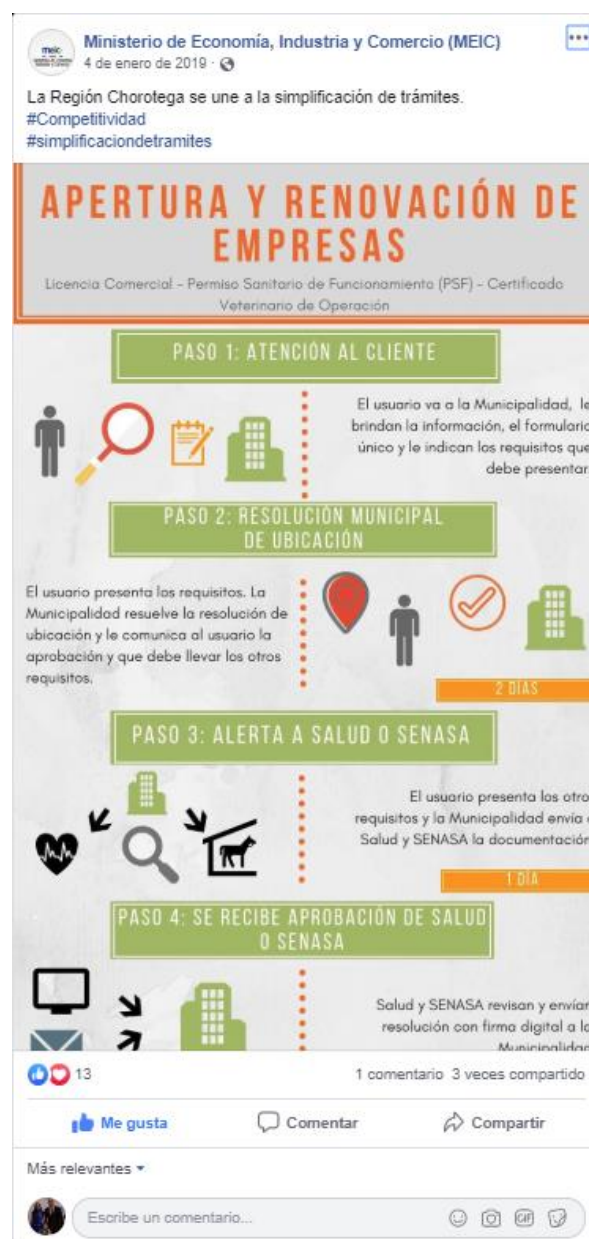 meic
Ministerio de Economía, Industria y Comercio (MEIC)
4 de enero de 2019 ·
La Región Chorotega se une a la simplificación de trámites.
#Competitividad
#simplificaciondetramites
APERTURA Y RENOVACIÓN DE
EMPRESAS
Licencia Comercial - Permiso Sanitario de Funcionamiento (PSF) - Certificado
Veterinario de Operación
PASO 1: ATENCIÓN AL CLIENTE
El usuario va a la Municipalidad, le
brindan la información, el formulario
único y le indican los requisitos que
debe presentar.
PASO 2: RESOLUCIÓN MUNICIPAL
DE UBICACIÓN
El usuario presenta los requisitos. La
Municipalidad resuelve la resolución de
ubicación y le comunica al usuario la
aprobación y que debe llevar los otros
requisitos.
2 DÍAS
PASO 3: ALERTA A SALUD O SENASA
El usuario presenta los otro
requisitos y la Municipalidad envía
Salud y SENASA la documentación
1 DÍA
PASO 4: SE RECIBE APROBACIÓN DE SALUD
O SENASA
Salud y SENASA revisan y envían
resolución con firma digital a la
Municipalidad
13
1 comentario 3 veces compartido
Me gusta
Comentar
Compartir
Más relevantes
Escribe un comentario...
GIF